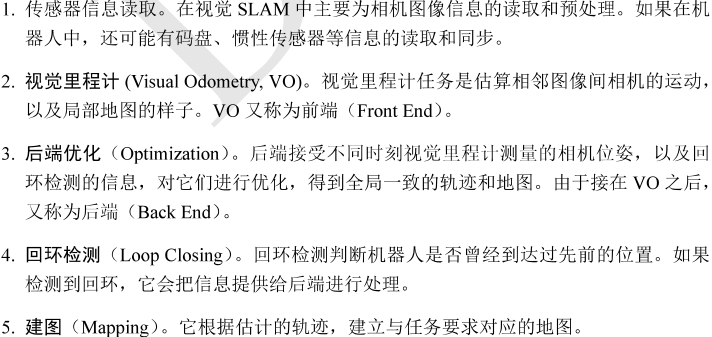 1. 传感器信息读取。在视觉 SLAM 中主要为相机图像信息的读取和预处理。如果在机
器人中，还可能有码盘、惯性传感器等信息的读取和同步。
2. 视觉里程计 (Visual Odometry, VO)。视觉里程计任务是估算相邻图像间相机的运动，
以及局部地图的样子。VO 又称为前端（Front End）。
3. 后端优化（Optimization）。后端接受不同时刻视觉里程计测量的相机位姿，以及回
环检测的信息，对它们进行优化，得到全局一致的轨迹和地图。由于接在 VO 之后，
又称为后端（Back End）。
4. 回环检测（Loop Closing）。回环检测判断机器人是否曾经到达过先前的位置。如果
检测到回环，它会把信息提供给后端进行处理。
5. 建图（Mapping）。它根据估计的轨迹，建立与任务要求对应的地图。